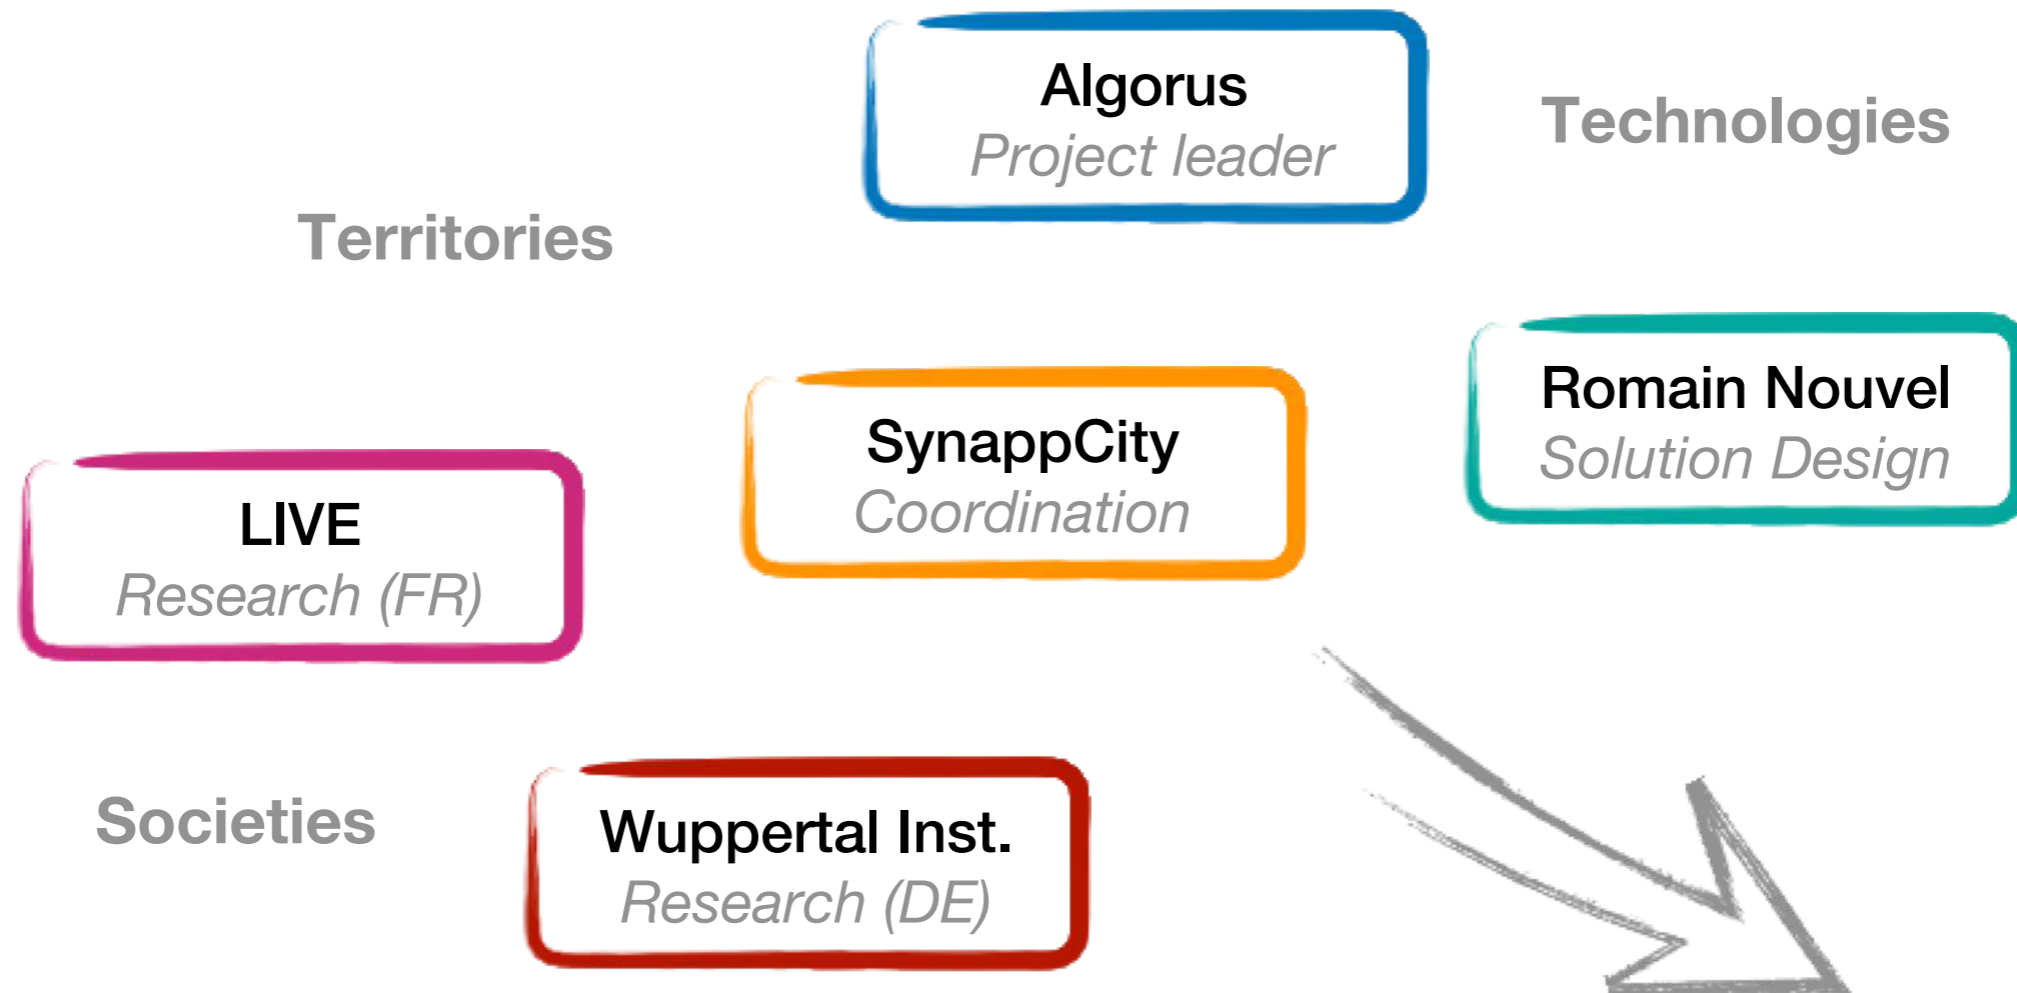 Algorus
Project leader
Technologies
Territories
Romain Nouvel
Solution Design
SynappCity
Coordination
LIVE
Research (FR)
Societies
Wuppertal Inst.
Research (DE)